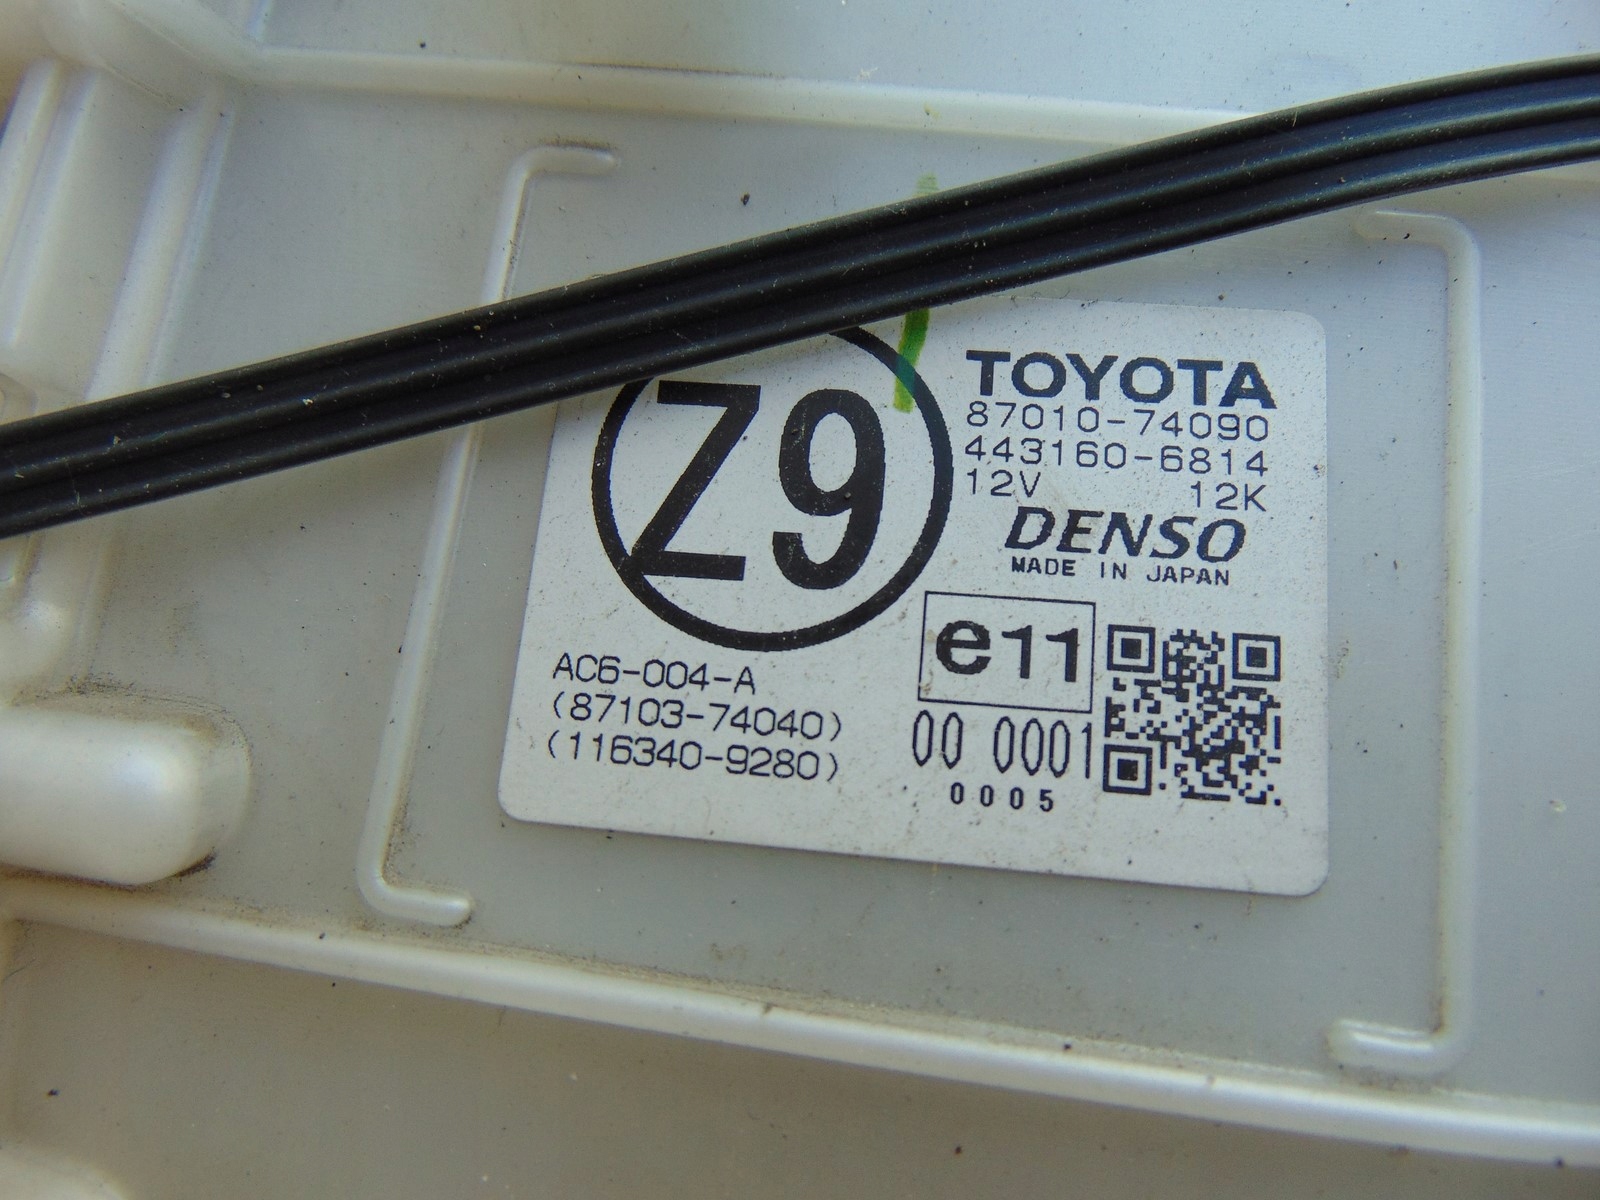 Z9
TOYOTA
87010-74090
443160-6814
12V 12K
DENSO
MADE IN JAPAN
e11
00 0001
0005
AC6-004-A
(87103-74040)
(116340-9280)